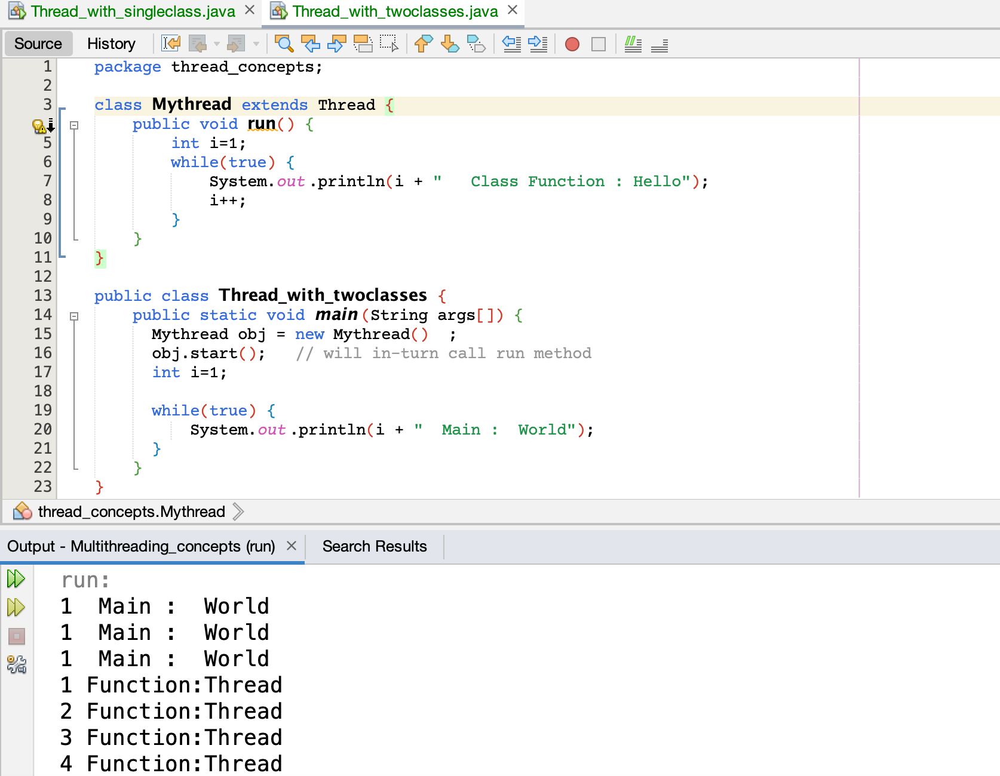 Thread_with_singleclass.java Thread_with_twoclasses.java
Source History
1 package thread_concepts;
2
3 class Mythread extends Thread {
public void run() {
5 int i=1;
6 while(true) {
7 System.out.println(i + "   Class Function : Hello");
8 i++;
9 }
10 }
11 }
12
13 public class Thread_with_twoclasses {
14 public static void main(String args[]) {
15 Mythread obj = new Mythread()  ;
16 obj.start();   // will in-turn call run method
17 int i=1;
18
19 while(true) {
20 System.out.println(i + "  Main :  World");
21 }
22 }
23 }
thread_concepts.Mythread
Output - Multithreading_concepts (run) Search Results
run:
1  Main :  World
1  Main :  World
1  Main :  World
1 Function:Thread
2 Function:Thread
3 Function:Thread
4 Function:Thread